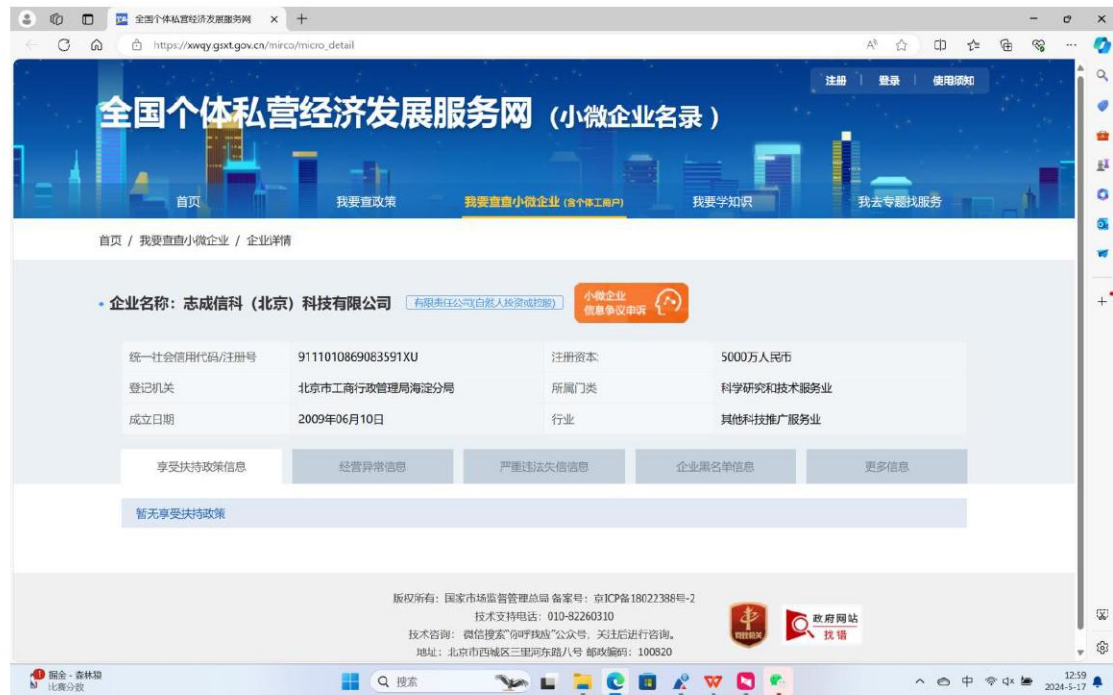 全国个体私营经济发展服务网
https://xwqy.gsxt.gov.cn/mirco/micro_detail
注册 | 登录 | 使用须知
全国个体私营经济发展服务网 (小微企业名录)
首页
我要查政策
我要查查小微企业 (含个体工商户)
我要学知识
我去专题找服务
首页 / 我要查查小微企业 / 企业详情
企业名称: 志成信科(北京)科技有限公司
有限责任公司(自然人投资或控股)
小微企业
信息争议申诉
统一社会信用代码/注册号 9111010869083591XU 注册资本: 5000万人民币
登记机关 北京市工商行政管理局海淀分局 所属门类 科学研究和技术服务业
成立日期 2009年06月10日 行业 其他科技推广服务业
享受扶持政策信息 经营异常信息 严重违法失信信息 企业黑名单信息 更多信息
暂无享受扶持政策
版权所有: 国家市场监督管理总局 备案号: 京ICP备18022388号-2
技术支持电话: 010-82260310
技术咨询: 微信搜索“你呼我应”公众号, 关注后进行咨询。
地址: 北京市西城区三里河东路八号 邮政编码: 100820
党政机关
政府网站
找错
掘金 - 森林狼
比赛分数
搜索
中
12:59
2024-5-17